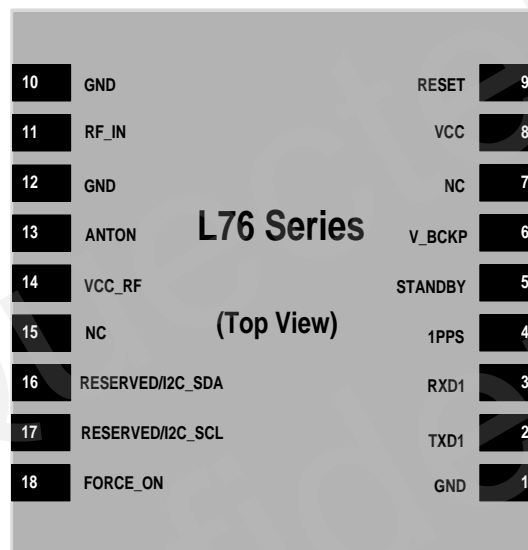 10 GND RESET 9
11 RF_IN VCC 8
12 GND NC 7
13 ANTON L76 Series V_BCKP 6
14 VCC_RF STANDBY 5
15 NC (Top View) 1PPS 4
16 RESERVED/I2C_SDA RXD1 3
17 RESERVED/I2C_SCL TXD1 2
18 FORCE_ON GND 1